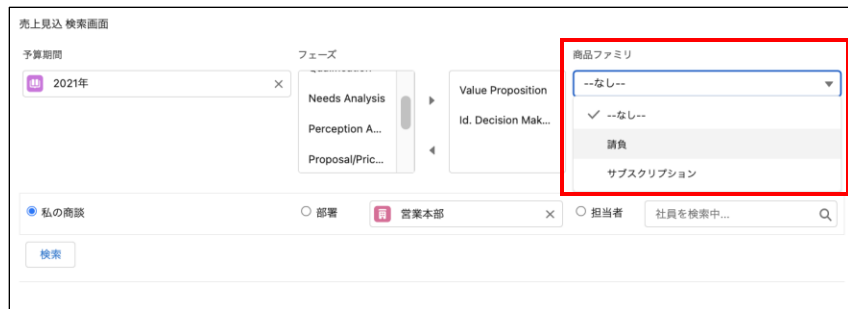 売上見込 検索画面
予算期間
2021年
フェーズ
Needs Analysis
Perception A...
Proposal/Pric...
Value Proposition
Id. Decision Mak...
商品ファミリ
--なし--
--なし--
請負
サブスクリプション
私の商談
部署
営業本部
担当者
社員を検索中...
検索